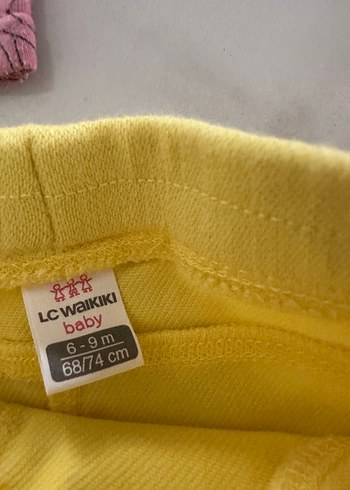 LC WAIKIKI
baby
6 - 9 m
68/74 cm